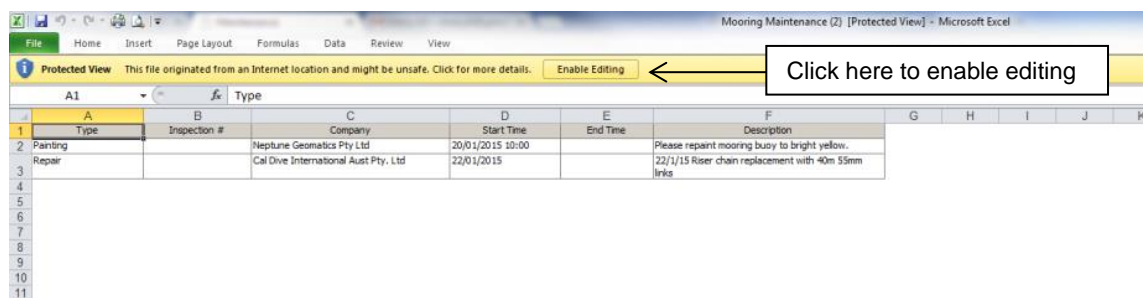 Mooring Maintenance (2) [Protected View] - Microsoft Excel
File Home Insert Page Layout Formulas Data Review View
Protected View This file originated from an Internet location and might be unsafe. Click for more details. Enable Editing
Click here to enable editing
A1 fx Type
A B C D E F G H I J K
1 Type Inspection # Company Start Time End Time Description
2 Painting Neptune Geomatics Pty Ltd 20/01/2015 10:00 Please repaint mooring buoy to bright yellow.
Repair Cal Dive International Aust Pty. Ltd 22/01/2015 22/1/15 Riser chain replacement with 40m 55mm
3 links
4
5
6
7
8
9
10
11